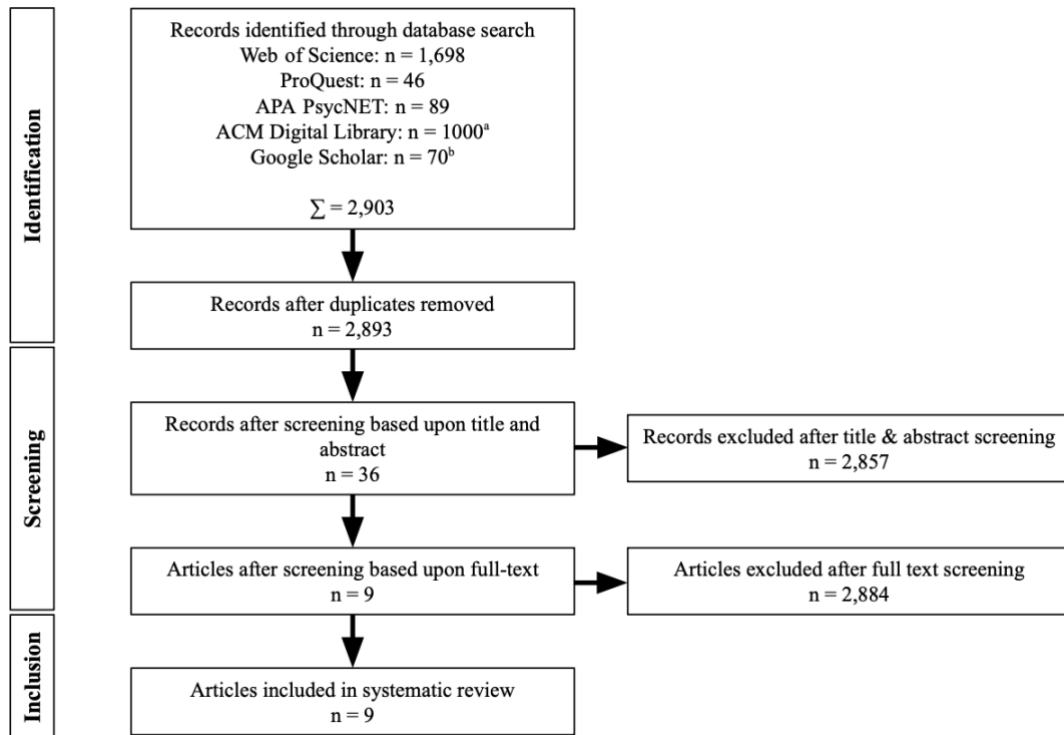 Identification
Records identified through database search
Web of Science: n = 1,698
ProQuest: n = 46
APA PsycNET: n = 89
ACM Digital Library: n = 1000ᵃ
Google Scholar: n = 70ᵇ
∑ = 2,903
Records after duplicates removed
n = 2,893
Screening
Records after screening based upon title and
abstract
n = 36
Records excluded after title & abstract screening
n = 2,857
Articles after screening based upon full-text
n = 9
Articles excluded after full text screening
n = 2,884
Inclusion
Articles included in systematic review
n = 9